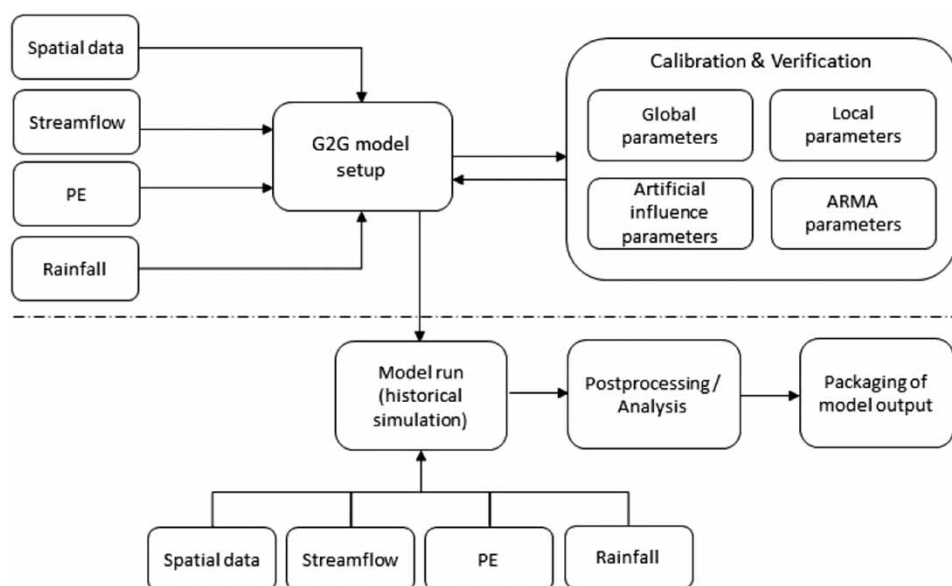 Spatial data
Streamflow
PE
Rainfall
G2G model
setup
Calibration & Verification
Global
parameters
Local
parameters
Artificial
influence
parameters
ARMA
parameters
Model run
(historical
simulation)
Postprocessing /
Analysis
Packaging of
model output
Spatial data
Streamflow
PE
Rainfall